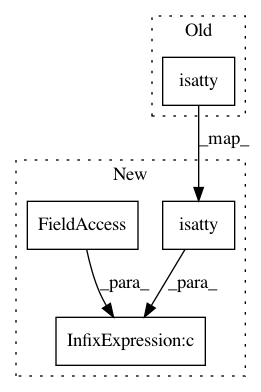 Old
isatty
_map_
New
FieldAccess
isatty
_para_
_para_
InfixExpression:c